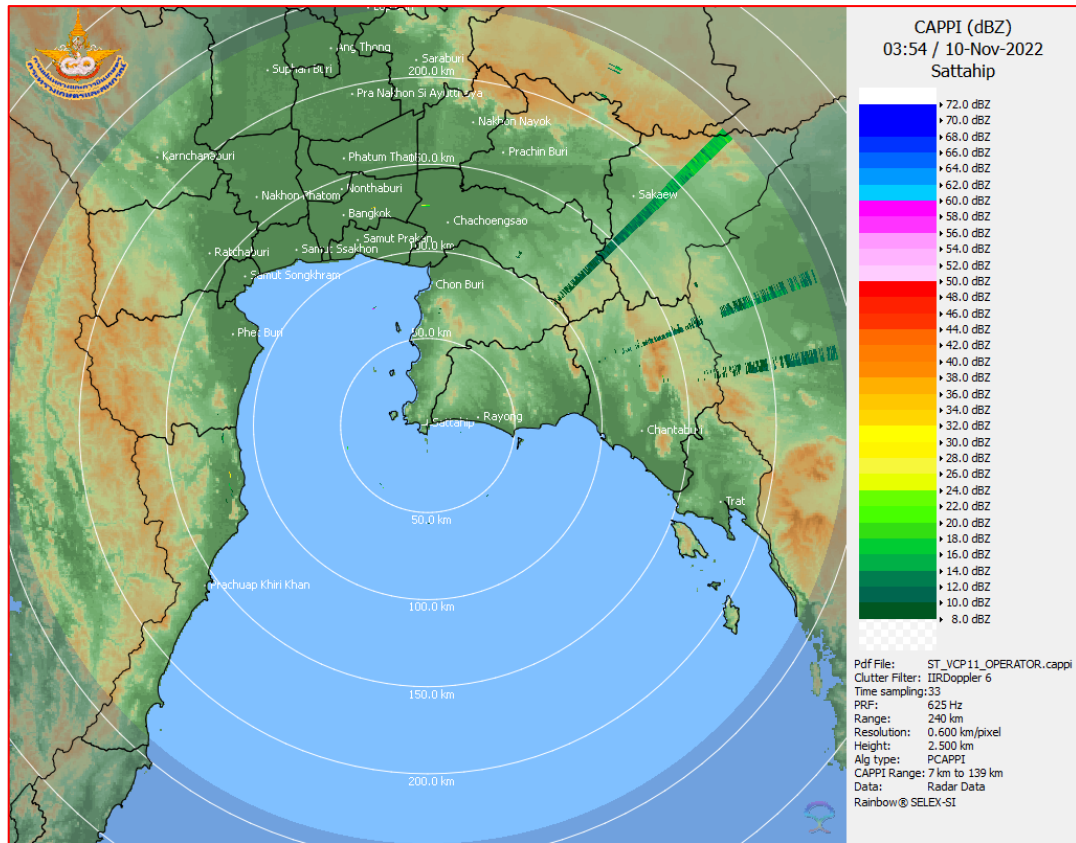 Ang Thong
Saraburi
Suphan Buri
200.0 km
Pra Nakhon Si Ayutthaya
Nakhon Nayok
Karnchanaburi
Phatum Thani
150.0 km
Prachin Buri
Nonthaburi
Nakhon Phatom
Sakaew
Bangkok
Chachoengsao
Samut Prakan
Ratchaburi
Samut Ssakhon
100.0 km
Samut Songkhram
Chon Buri
Phet Buri
50.0 km
Sattahip
Rayong
Chantaburi
Trat
50.0 km
Prachuap Khiri Khan
100.0 km
150.0 km
200.0 km
CAPPI (dBZ)
03:54 / 10-Nov-2022
Sattahip
72.0 dBZ
70.0 dBZ
68.0 dBZ
66.0 dBZ
64.0 dBZ
62.0 dBZ
60.0 dBZ
58.0 dBZ
56.0 dBZ
54.0 dBZ
52.0 dBZ
50.0 dBZ
48.0 dBZ
46.0 dBZ
44.0 dBZ
42.0 dBZ
40.0 dBZ
38.0 dBZ
36.0 dBZ
34.0 dBZ
32.0 dBZ
30.0 dBZ
28.0 dBZ
26.0 dBZ
24.0 dBZ
22.0 dBZ
20.0 dBZ
18.0 dBZ
16.0 dBZ
14.0 dBZ
12.0 dBZ
10.0 dBZ
8.0 dBZ
Pdf File: ST_VCP11_OPERATOR.cappi
Clutter Filter: IIRDoppler 6
Time sampling:33
PRF: 625 Hz
Range: 240 km
Resolution: 0.600 km/pixel
Height: 2.500 km
Alg type: PCAPPI
CAPPI Range: 7 km to 139 km
Data: Radar Data
Rainbow® SELEX-SI